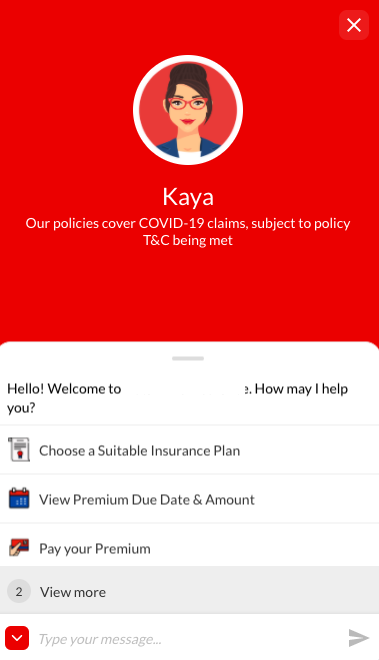 Kaya
Our policies cover COVID-19 claims, subject to policy
T&C being met
Hello! Welcome to e. How may I help
you?
Choose a Suitable Insurance Plan
View Premium Due Date & Amount
Pay your Premium
2 View more
Type your message...